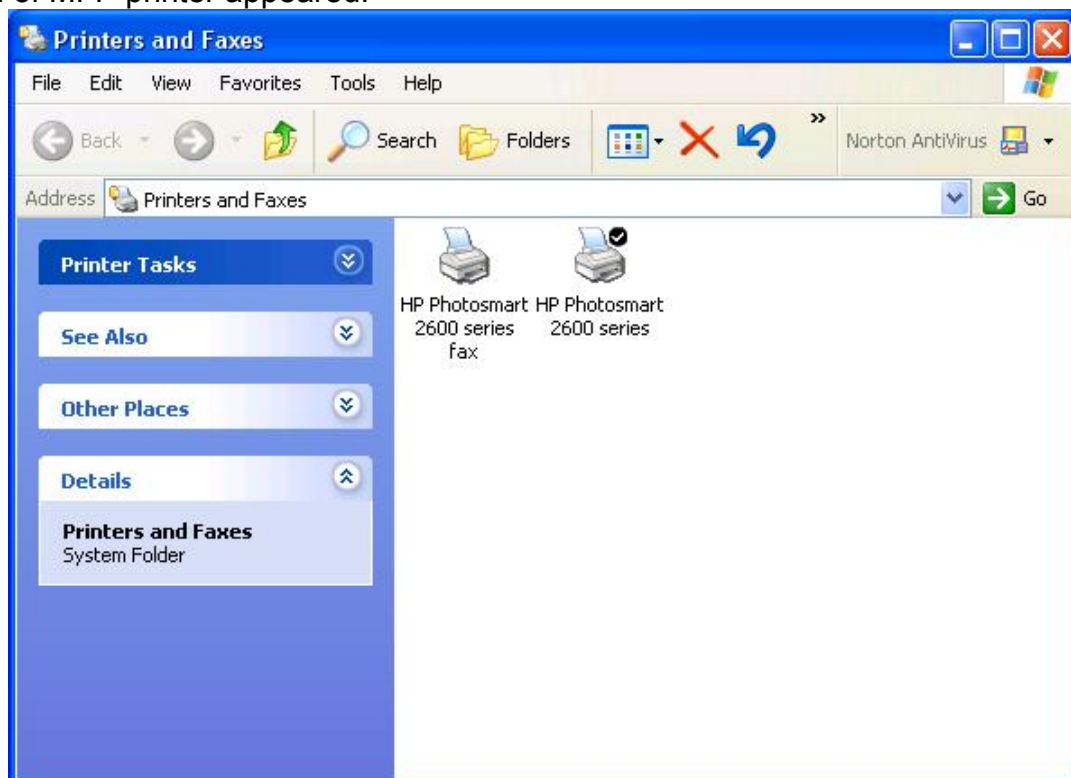 printer appeared.
Printers and Faxes
File Edit View Favorites Tools Help
Back Search Folders » Norton AntiVirus
Address Printers and Faxes Go
Printer Tasks
See Also
Other Places
Details
Printers and Faxes
System Folder
HP Photosmart
2600 series
fax
HP Photosmart
2600 series